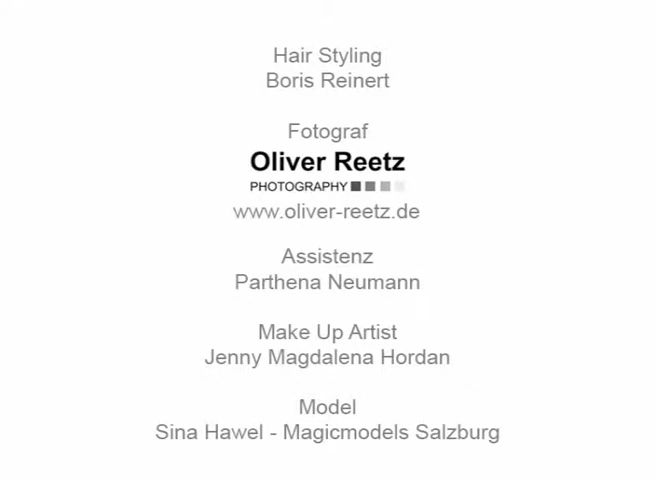 Hair Styling
Boris Reinert
Fotograf
Oliver Reetz
PHOTOGRAPHY
www.oliver-reetz.de
Assistenz
Parthena Neumann
Make Up Artist
Jenny Magdalena Hordan
Model
Sina Hawel - Magicmodels Salzburg